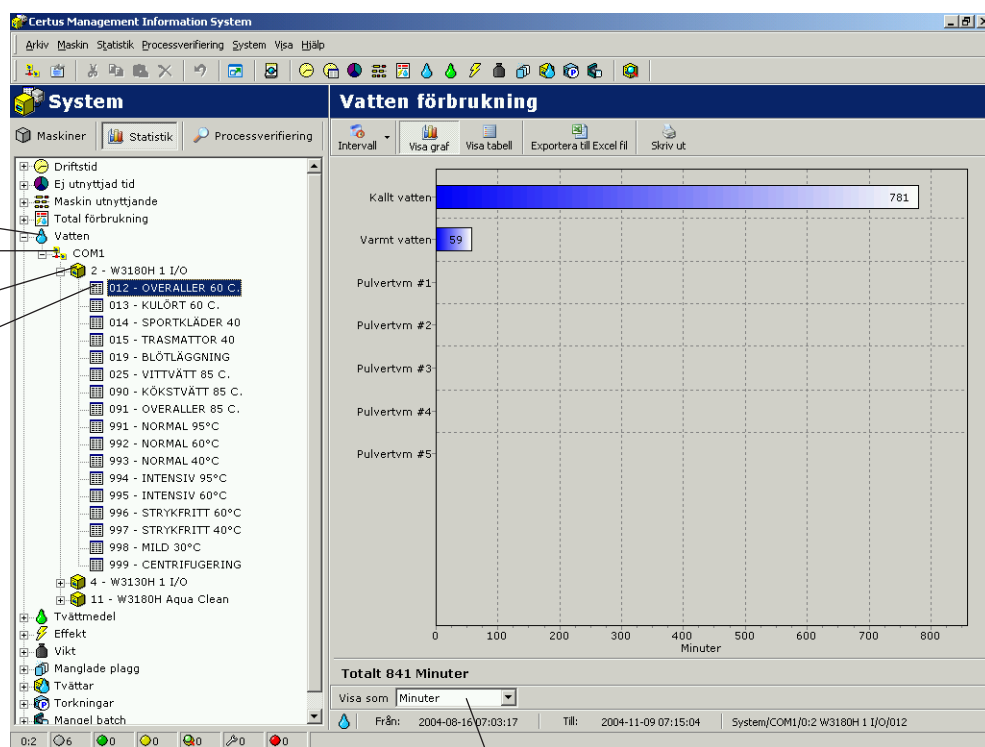 Certus Management Information System
Arkiv Maskin Statistik Processverifiering System Visa Hjälp
System
Vatten förbrukning
Maskiner Statistik Processverifiering
Intervall Visa graf Visa tabell Exportera till Excel fil Skriv ut
Driftstid
Ej utnyttjad tid
Maskin utnyttjande
Total förbrukning
Vatten
COM1
2 - W3180H 1 I/O
012 - OVERALLER 60 C.
013 - KULÖRT 60 C.
014 - SPORTKLÄDER 40
015 - TRASMATTOR 40
019 - BLÖTLÄGGNING
025 - VITTVÄTT 85 C.
090 - KÖKSTVÄTT 85 C.
091 - OVERALLER 85 C.
991 - NORMAL 95°C
992 - NORMAL 60°C
993 - NORMAL 40°C
994 - INTENSIV 95°C
995 - INTENSIV 60°C
996 - STRYKFRITT 60°C
997 - STRYKFRITT 40°C
998 - MILD 30°C
999 - CENTRIFUGERING
4 - W3130H 1 I/O
11 - W3180H Aqua Clean
Tvättmedel
Effekt
Vikt
Manglade plagg
Tvättar
Torkningar
Mangel batch
Kallt vatten 781
Varmt vatten 59
Pulvertvm #1
Pulvertvm #2
Pulvertvm #3
Pulvertvm #4
Pulvertvm #5
0 100 200 300 400 500 600 700 800
Minuter
Totalt 841 Minuter
Visa som Minuter
Från: 2004-08-16 07:03:17 Till: 2004-11-09 07:15:04 System/COM1/0:2 W3180H 1 I/O/012
0:2 6 0 0 0 0 0